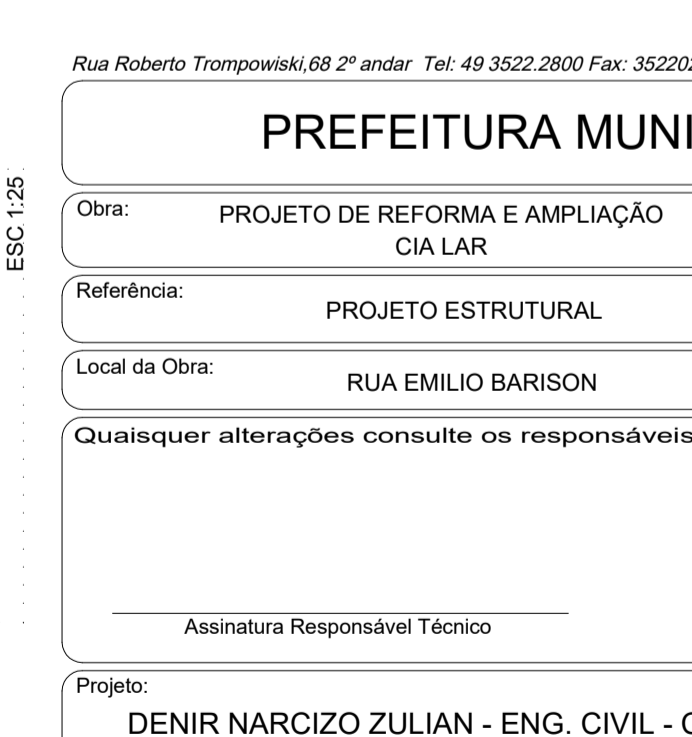 Rua Roberto Trompowiski,68 2º andar Tel: 49 3522.2800 Fax:
PREFEITURA
ESC 1:25
Obra:
PROJETO DE REFORMA E AMPLIAÇÃO
CIA LAR
Referência:
PROJETO ESTRUTURAL
Local da Obra:
RUA EMILIO BARISON
Quaisquer alterações consulte os responsáveis
Assinatura Responsável Técnico
Projeto:
DENIR NARCIZO ZULIAN - ENG. CIVIL -